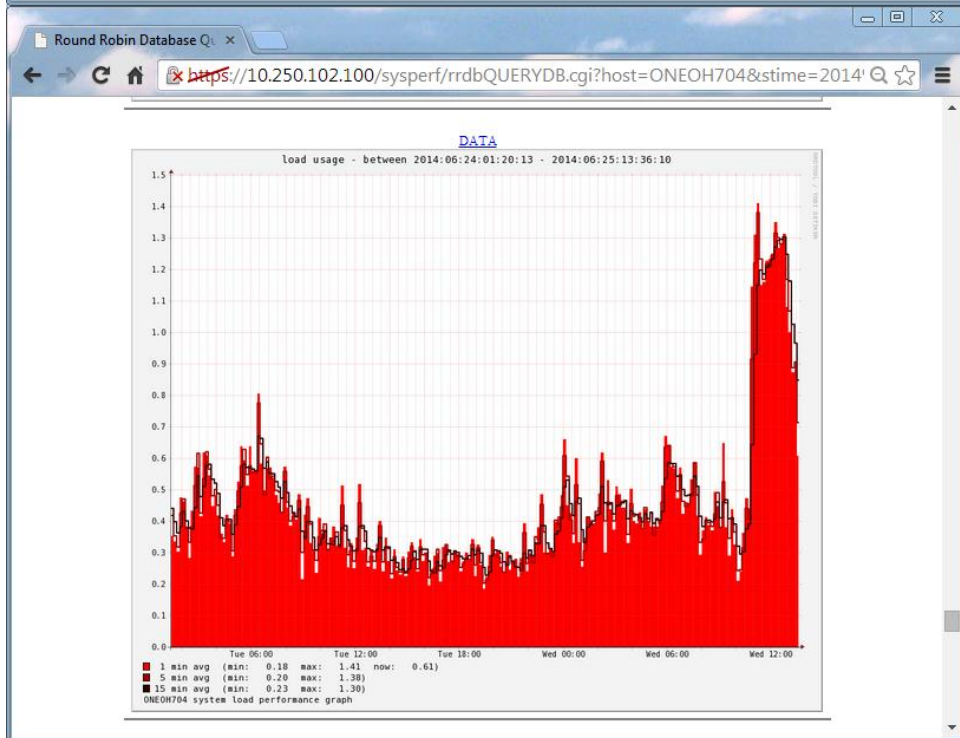 Round Robin Database Qu
https://10.250.102.100/sysperf/rrdbQUERYDB.cgi?host=ONEOH704&stime=2014'
DATA
load usage - between 2014:06:24:01:20:13 - 2014:06:25:13:36:10
RRDTOOL / TOBI OETIKER
1.5
1.4
1.3
1.2
1.1
1.0
0.9
0.8
0.7
0.6
0.5
0.4
0.3
0.2
0.1
0.0
Tue 06:00 Tue 12:00 Tue 18:00 Wed 00:00 Wed 06:00 Wed 12:00
1 min avg (min: 0.18 max: 1.41 now: 0.61)
5 min avg (min: 0.20 max: 1.38)
15 min avg (min: 0.23 max: 1.30)
ONEOH704 system load performance graph